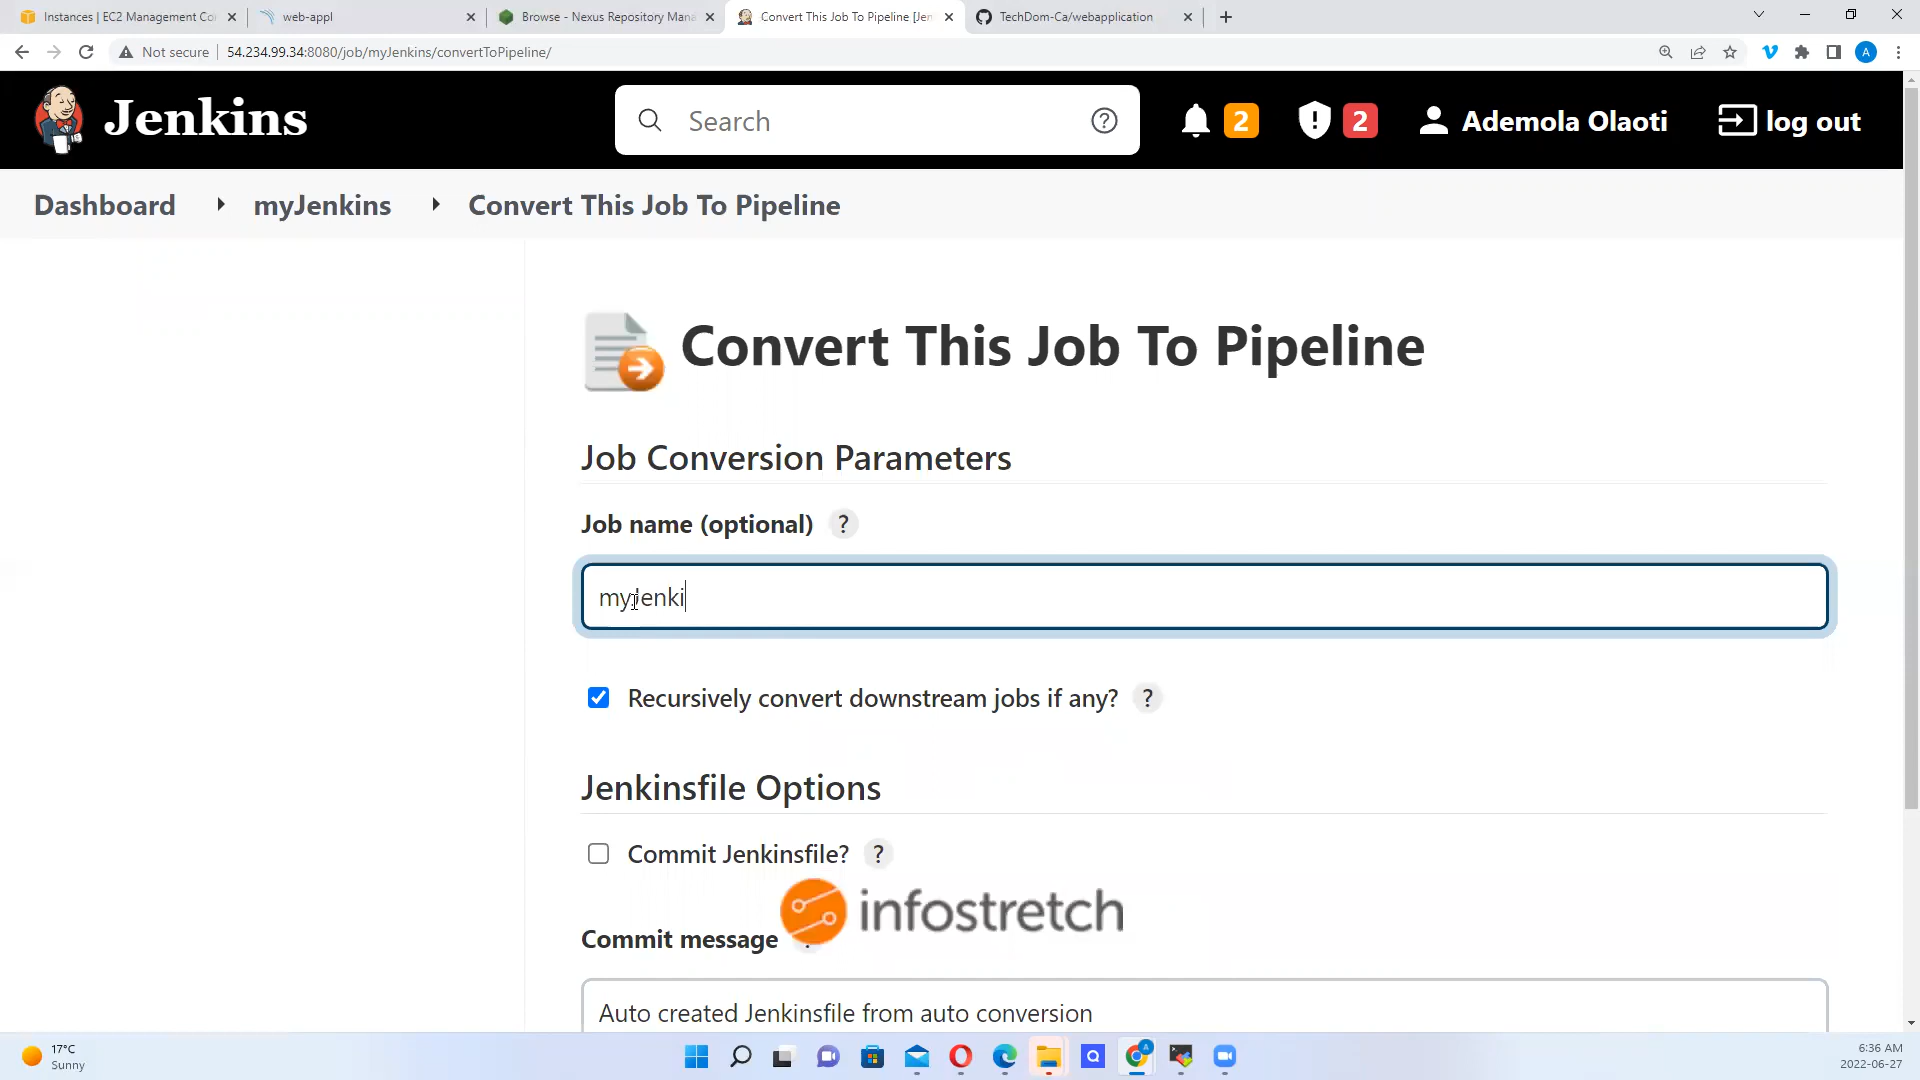 Instances | EC2 Management Co
web-appl
Browse - Nexus Repository Mana
Convert This Job To Pipeline [Jen
TechDom-Ca/webapplication
Not secure
54.234.99.34:8080/job/myJenkins/convertToPipeline/
A
Jenkins
Search
2
2
Ademola Olaoti
log out
Dashboard
myJenkins
Convert This Job To Pipeline
Convert This Job To Pipeline
Job Conversion Parameters
Job name (optional) ?
myJenki
Recursively convert downstream jobs if any? ?
Jenkinsfile Options
Commit Jenkinsfile? ?
infostretch
Commit message
Auto created Jenkinsfile from auto conversion
17°C
Sunny
6:36 AM
2022-06-27